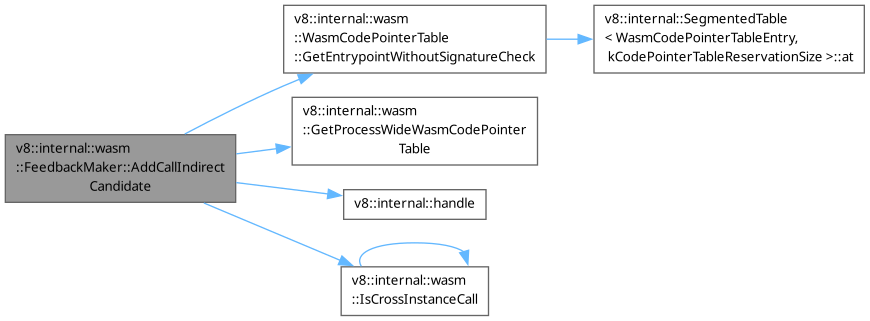 v8::internal::wasm
::WasmCodePointerTable
::GetEntrypointWithoutSignatureCheck
v8::internal::SegmentedTable
< WasmCodePointerTableEntry,
kCodePointerTableReservationSize >::at
v8::internal::wasm
::GetProcessWideWasmCodePointer
Table
v8::internal::wasm
::FeedbackMaker::AddCallIndirect
Candidate
v8::internal::handle
v8::internal::wasm
::IsCrossInstanceCall